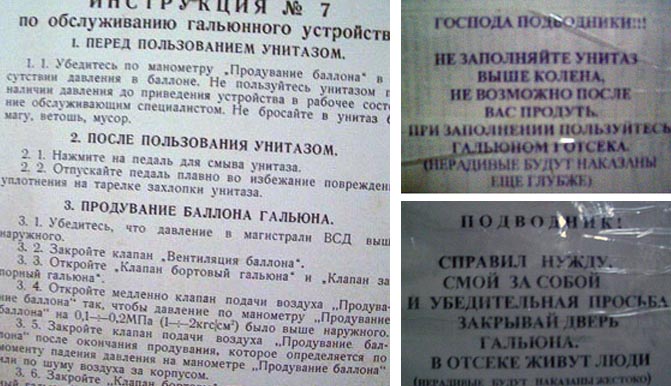 ИНСТРУКЦИЯ № 7
по обслуживанию гальюнного устройств
1. ПЕРЕД ПОЛЬЗОВАНИЕМ УНИТАЗОМ.
1. 1. Убедитесь по манометру „Продувание баллона" в
сутствии давления в баллоне. Не пользуйтесь унитазом п
наличии давления до приведения устройства в рабочее состо
ние обслуживающим специалистом. Не бросайте в унитаз б
магу, ветошь, мусор.
2. ПОСЛЕ ПОЛЬЗОВАНИЯ УНИТАЗОМ.
2. 1. Нажмите на педаль для смыва унитаза.
2. 2. Отпускайте педаль плавно во избежание повреждени
уплотнения на тарелке захлопки унитаза.
3. ПРОДУВАНИЕ БАЛЛОНА ГАЛЬЮНА.
3. 1. Убедитесь, что давление в магистрали ВСД выш
наружного.
3. 2. Закройте клапан „Вентиляция баллона".
3. 3. Откройте „Клапан бортовый гальюна" и „Клапан за
порный гальюна".
3. 4. Откройте медленно клапан подачи воздуха „Продува-
ние баллона" так, чтобы давление по манометру „Продувание
баллона" на 0,1—0,2МПа (1—2кгс/см²) было выше наружного.
3. 5. Закройте клапан подачи воздуха „Продувание бал-
лона" после окончания продувания, которое определяется по
моменту падения давления на манометре „Продувание
или по шуму воздуха за корпусом.
3. 6. Закройте „Клапан
ГОСПОДА ПОДВОДНИКИ!!!
НЕ ЗАПОЛНЯЙТЕ УНИТАЗ
ВЫШЕ КОЛЕНА,
НЕ ВОЗМОЖНО ПОСЛЕ
ВАС ПРОДУТЬ.
ПРИ ЗАПОЛНЕНИИ ПОЛЬЗУЙТЕСЬ
ГАЛЬЮНОМ 1 ОТСЕКА.
(НЕРАДИВЫЕ БУДУТ НАКАЗАНЫ
ЕЩЕ ГЛУБЖЕ)
ПОДВОДНИК!
СПРАВИЛ НУЖДУ,
СМОЙ ЗА СОБОЙ
И УБЕДИТЕЛЬНАЯ ПРОСЬБА
ЗАКРЫВАЙ ДВЕРЬ
ГАЛЬЮНА.
В ОТСЕКЕ ЖИВУТ ЛЮДИ
(НЕРАДИВЫЕ БУДУТ НАКАЗАНЫ ЖЕСТОКО)